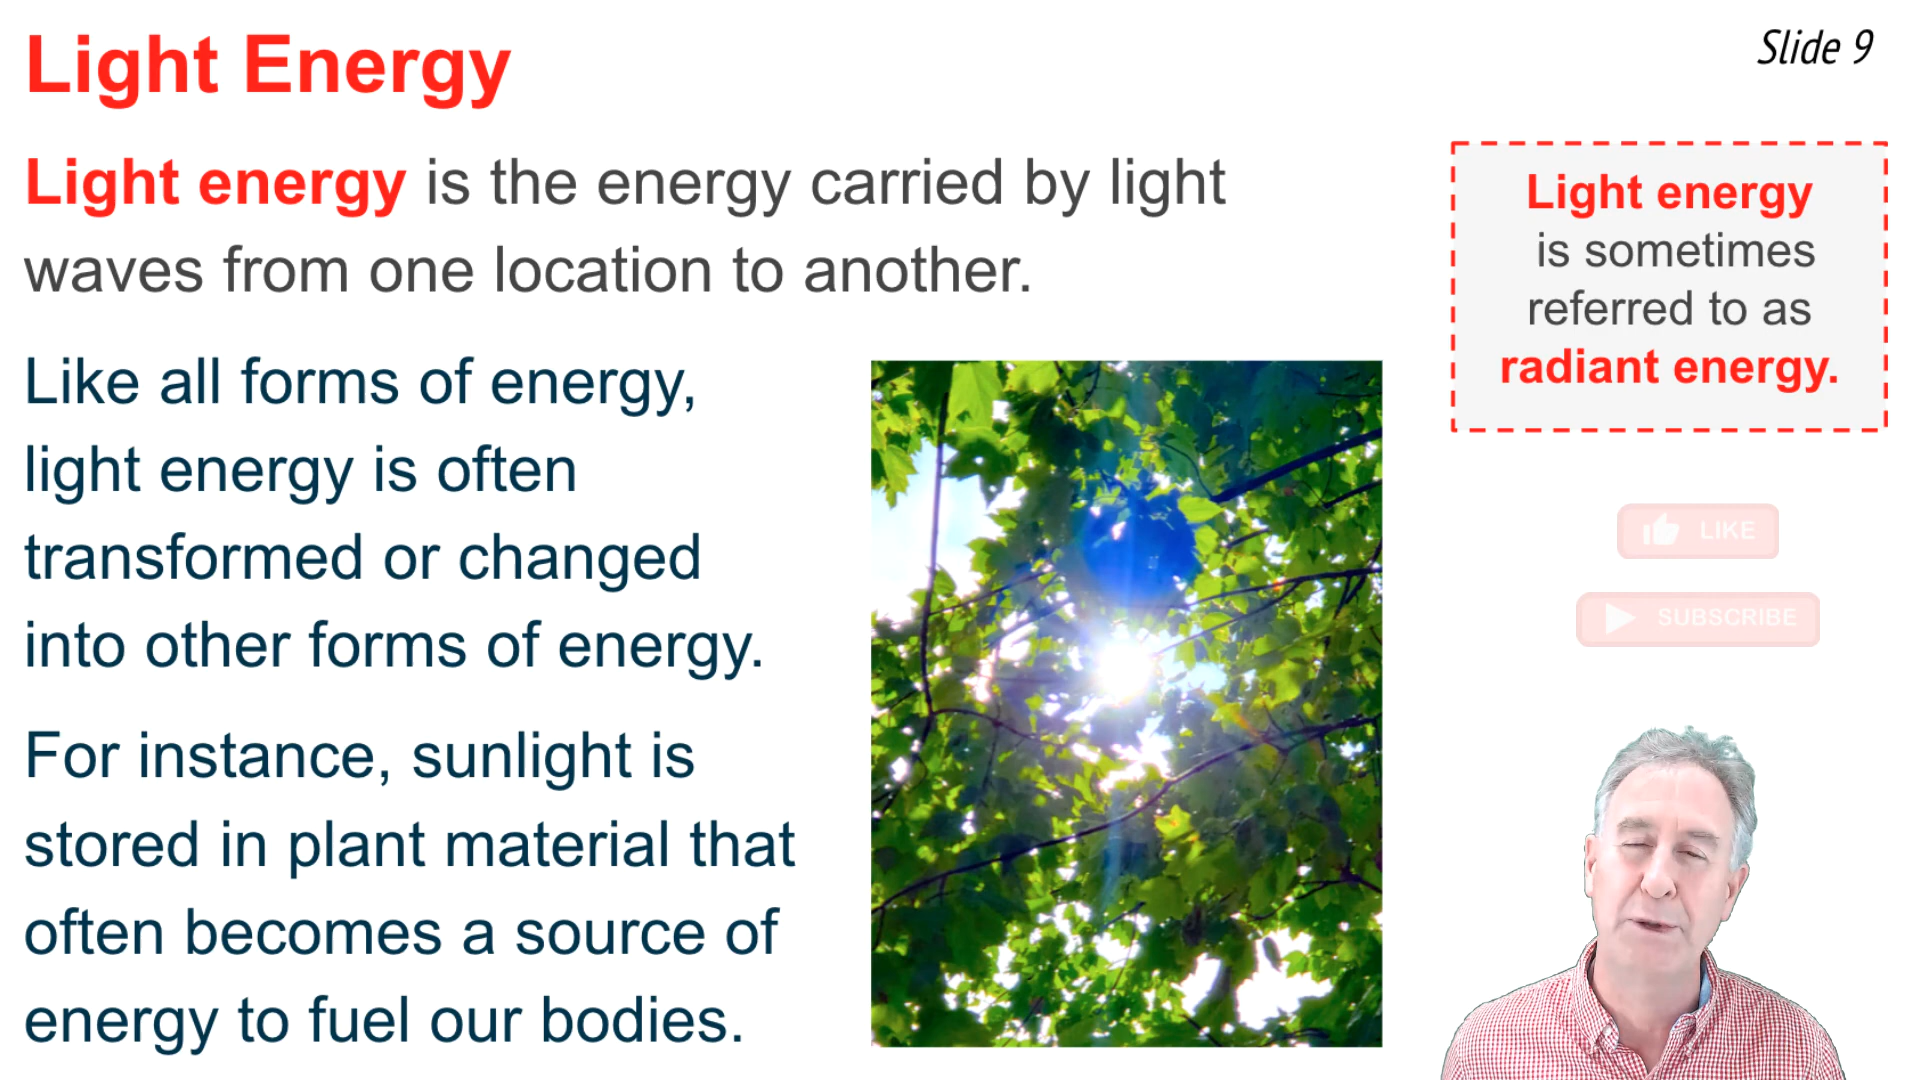 Light Energy
Slide 9
Light energy is the energy carried by light
waves from one location to another.
Light energy
is sometimes
referred to as
radiant energy.
Like all forms of energy,
light energy is often
transformed or changed
into other forms of energy.
For instance, sunlight is
stored in plant material that
often becomes a source of
energy to fuel our bodies.
LIKE
SUBSCRIBE